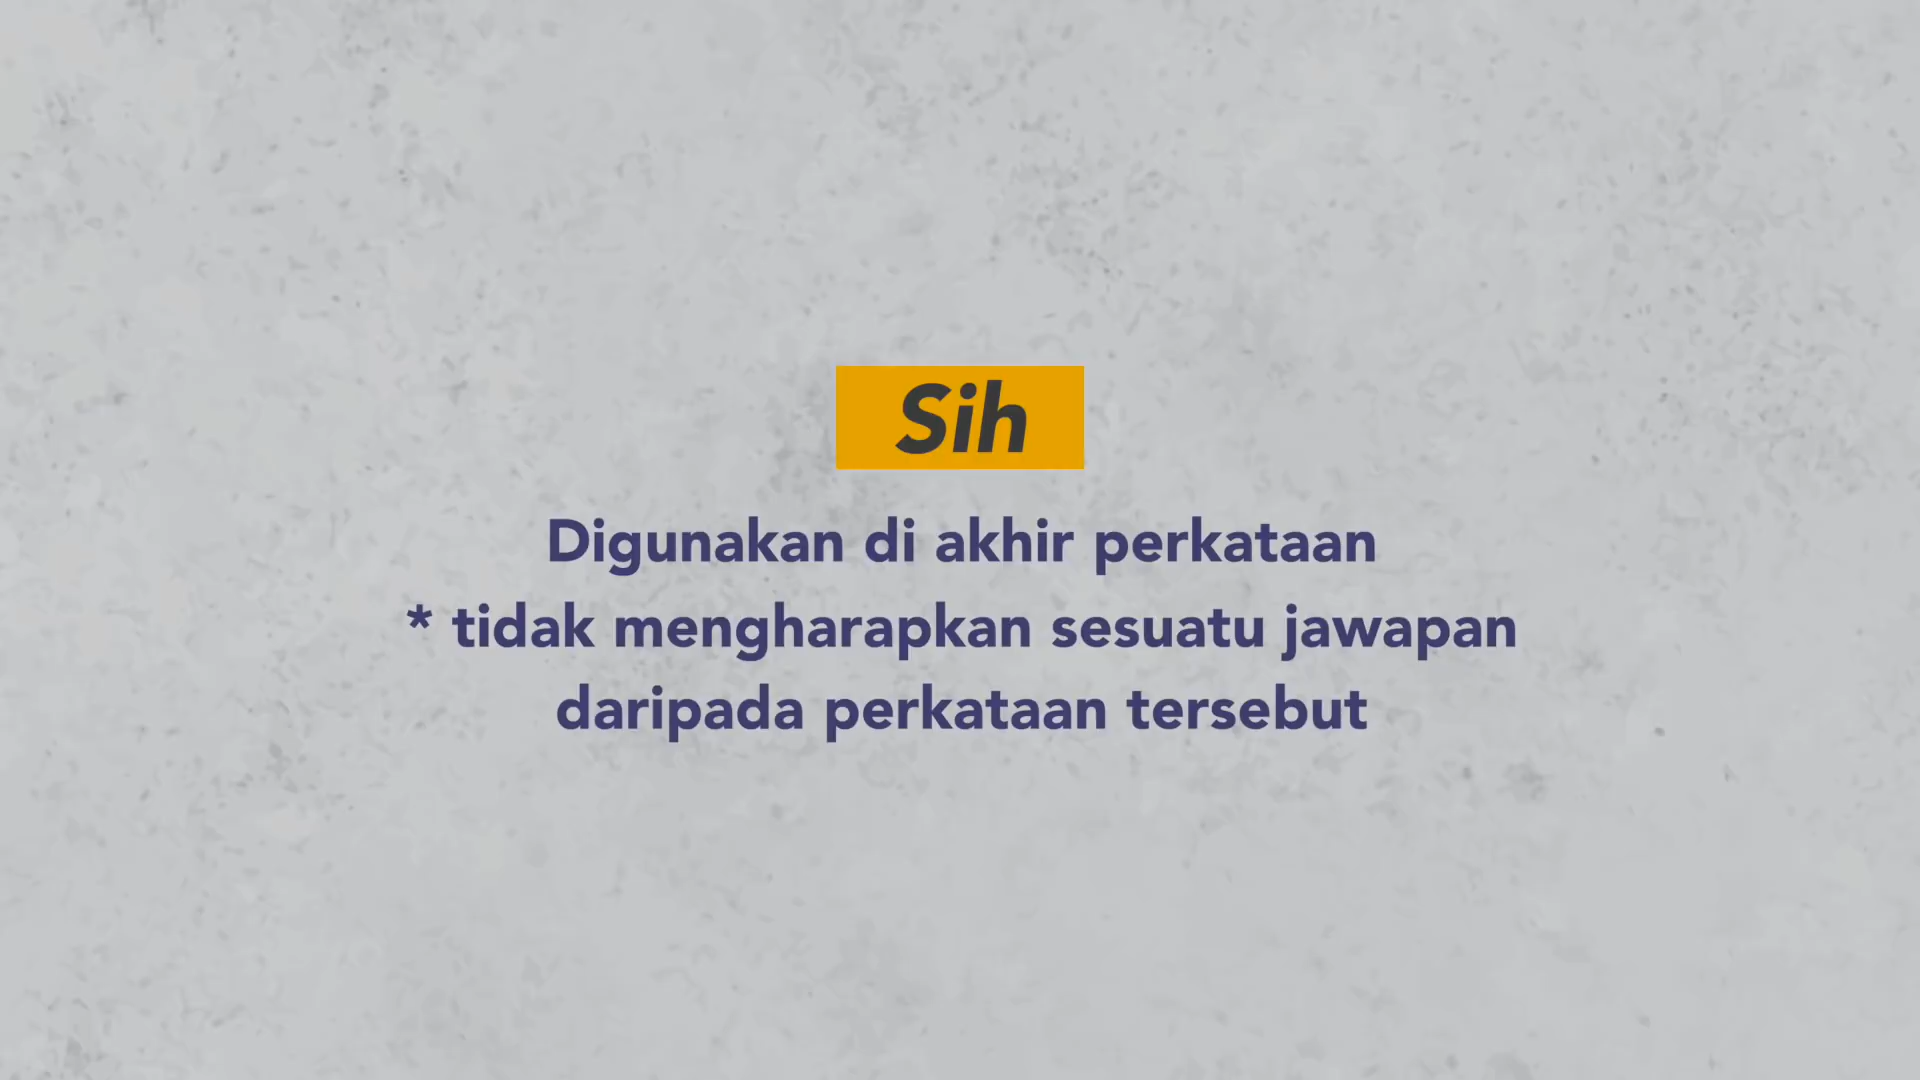 Sih
Digunakan di akhir perkataan
* tidak mengharapkan sesuatu jawapan
daripada perkataan tersebut